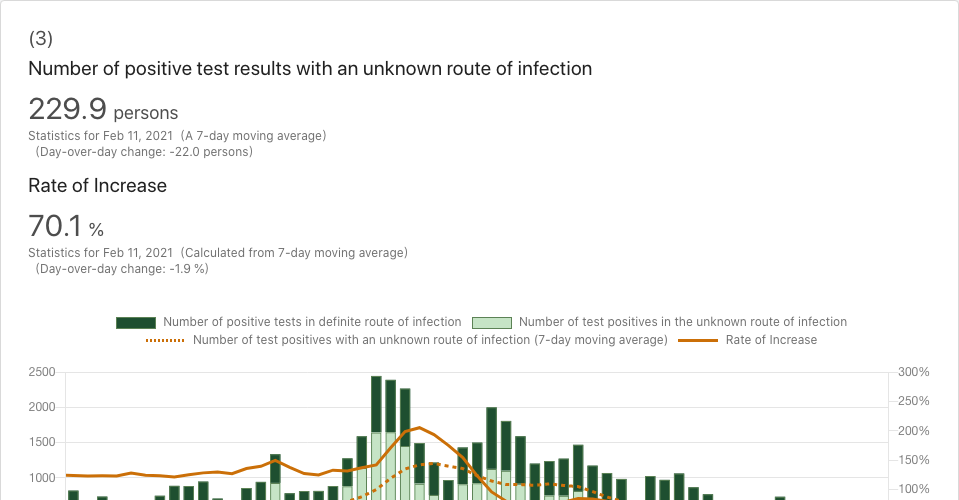 (3)
Number of positive test results with an unknown route of infection
229.9 persons
Statistics for Feb 11, 2021 (A 7-day moving average)
(Day-over-day change: -22.0 persons)
Rate of Increase
70.1 %
Statistics for Feb 11, 2021 (Calculated from 7-day moving average)
(Day-over-day change: -1.9 %)
Number of positive tests in definite route of infection Number of test positives in the unknown route of infection
Number of test positives with an unknown route of infection (7-day moving average) Rate of Increase
2500 300%
250%
2000
200%
1500
150%
1000
100%